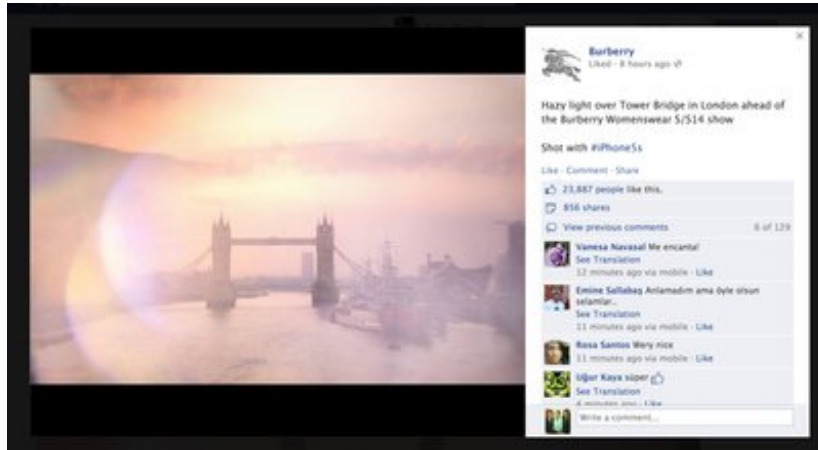 Burberry
Liked · 8 hours ago
Hazy light over Tower Bridge in London ahead of
the Burberry Womenswear S/S14 show
Shot with #iPhone5s
Like · Comment · Share
23,887 people like this.
856 shares
View previous comments 6 of 129
Vanesa Navasal Me encanta!
See Translation
12 minutes ago via mobile · Like
Emine Sallabaş Anlamadım ama öyle olsun
selamlar..
See Translation
11 minutes ago via mobile · Like
Rosa Santos Wery nice
11 minutes ago via mobile · Like
Uğur Kaya süper
See Translation
4 minutes ago · Like
Write a comment...